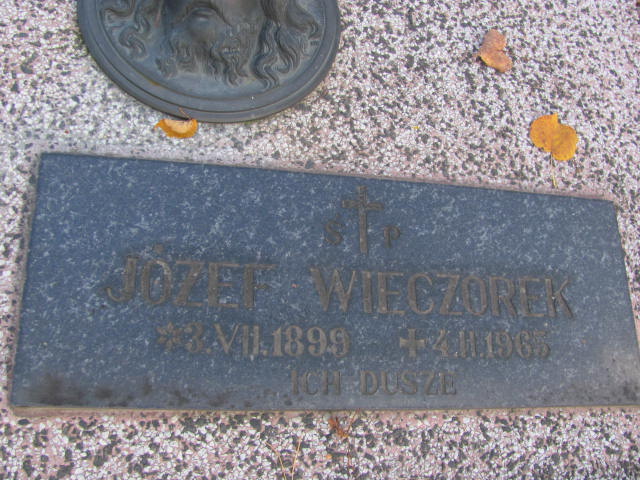 Ś P
JÓZEF · WIECZOREK
*3.VII.1899 +4.II.1965
ICH DUSZE